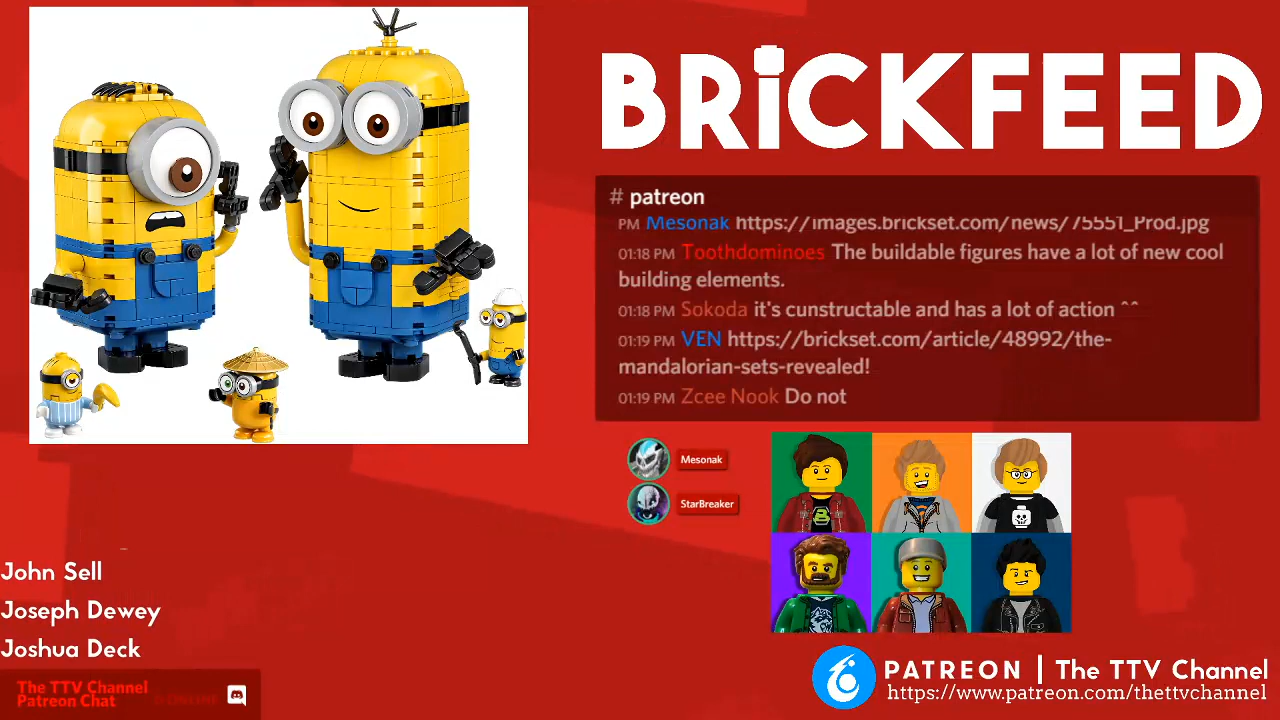 BRiCKFEED
# patreon
PM Mesonak https://images.brickset.com/news/75551_Prod.jpg
01:18 PM Toothdominoes The buildable figures have a lot of new cool
building elements.
01:18 PM Sokoda it's cunstructable and has a lot of action ^^
01:19 PM VEN https://brickset.com/article/48992/the-
mandalorian-sets-revealed!
01:19 PM Zcee Nook Do not
Mesonak
StarBreaker
John Sell
Joseph Dewey
Joshua Deck
The TTV Channel
Patreon Chat
ONLINE
PATREON | The TTV Channel
https://www.patreon.com/thettvchannel